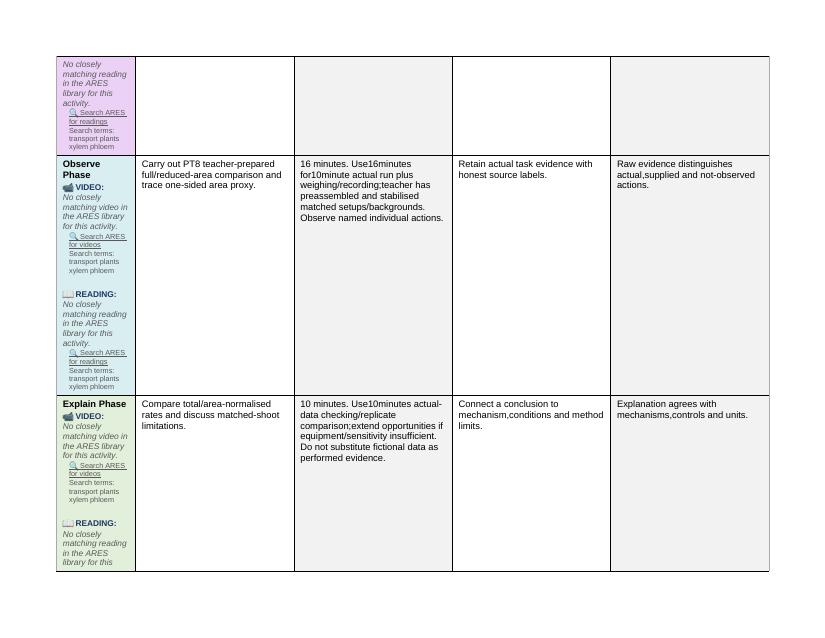 No closely
matching reading
in the ARES
library for this
activity.
🔍 Search ARES
for readings
Search terms:
transport plants
xylem phloem
Observe
Phase
📹 VIDEO:
No closely
matching video in
the ARES library
for this activity.
🔍 Search ARES
for videos
Search terms:
transport plants
xylem phloem
📖 READING:
No closely
matching reading
in the ARES
library for this
activity.
🔍 Search ARES
for readings
Search terms:
transport plants
xylem phloem
Carry out PT8 teacher-prepared
full/reduced-area comparison and
trace one-sided area proxy.
16 minutes. Use16minutes
for10minute actual run plus
weighing/recording;teacher has
preassembled and stabilised
matched setups/backgrounds.
Observe named individual actions.
Retain actual task evidence with
honest source labels.
Raw evidence distinguishes
actual,supplied and not-observed
actions.
Explain Phase
📹 VIDEO:
No closely
matching video in
the ARES library
for this activity.
🔍 Search ARES
for videos
Search terms:
transport plants
xylem phloem
📖 READING:
No closely
matching reading
in the ARES
library for this
Compare total/area-normalised
rates and discuss matched-shoot
limitations.
10 minutes. Use10minutes actual-
data checking/replicate
comparison;extend opportunities if
equipment/sensitivity insufficient.
Do not substitute fictional data as
performed evidence.
Connect a conclusion to
mechanism,conditions and method
limits.
Explanation agrees with
mechanisms,controls and units.